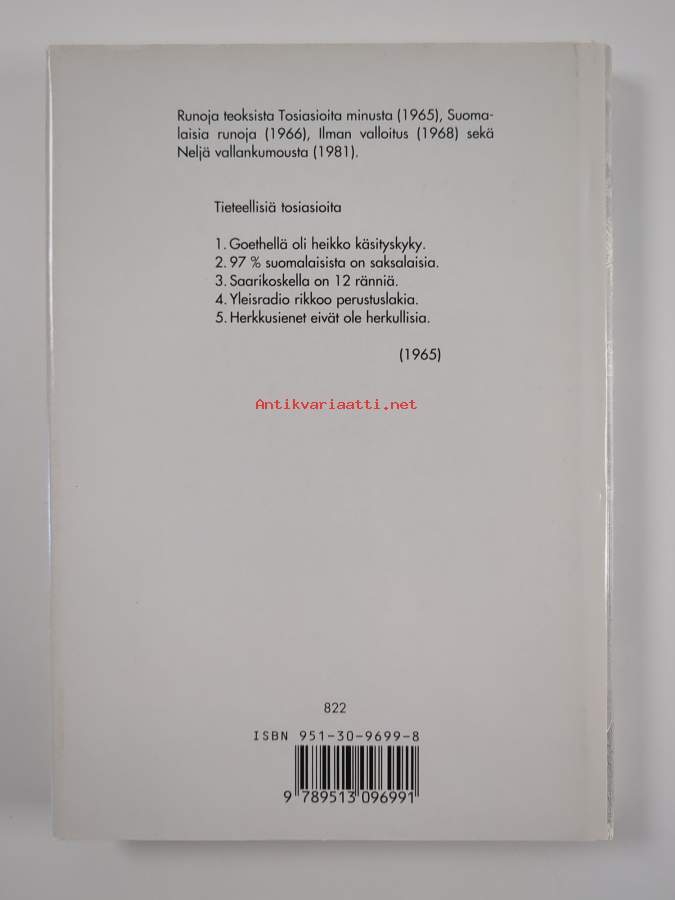 Runoja teoksista Tosiasioita minusta (1965), Suoma-
laisia runoja (1966), Ilman valloitus (1968) sekä
Neljä vallankumousta (1981).
Tieteellisiä tosiasioita
1. Goethellä oli heikko käsityskyky.
2. 97 % suomalaisista on saksalaisia.
3. Saarikoskella on 12 ränniä.
4. Yleisradio rikkoo perustuslakia.
5. Herkkusienet eivät ole herkullisia.
(1965)
Antikvariaatti.net
822
ISBN 951-30-9699-8
9 789513 096991